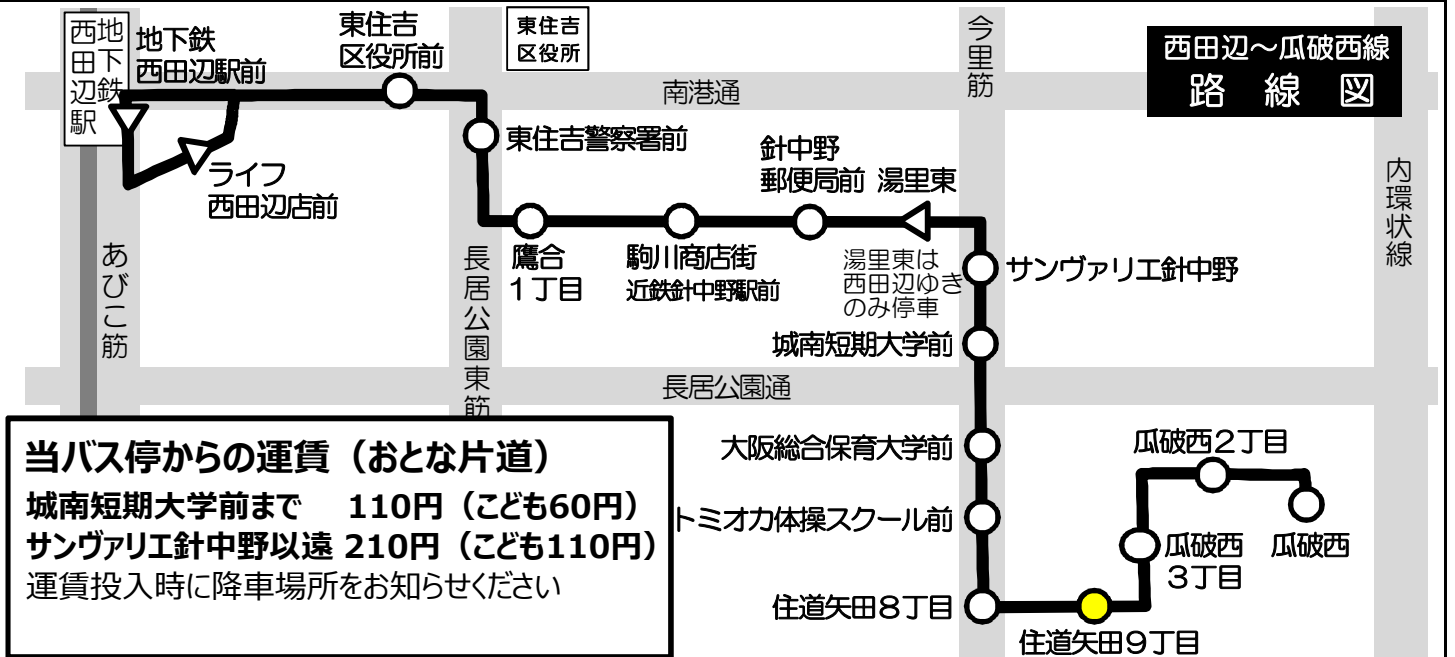 地下鉄
西田辺駅
地下鉄
西田辺駅前
東住吉
区役所前
東住吉
区役所
今里筋
西田辺～瓜破西線
路線図
南港通
東住吉警察署前
針中野
郵便局前
湯里東
ライフ
西田辺店前
内環状線
あびこ筋
長居公園東筋
鷹合
１丁目
駒川商店街
近鉄針中野駅前
湯里東は
西田辺ゆき
のみ停車
サンヴァリエ針中野
城南短期大学前
長居公園通
当バス停からの運賃（おとな片道）
城南短期大学前まで 110円（こども60円）
サンヴァリエ針中野以遠 210円（こども110円）
運賃投入時に降車場所をお知らせください
大阪総合保育大学前
瓜破西２丁目
トミオカ体操スクール前
瓜破西
３丁目
瓜破西
住道矢田８丁目
住道矢田９丁目